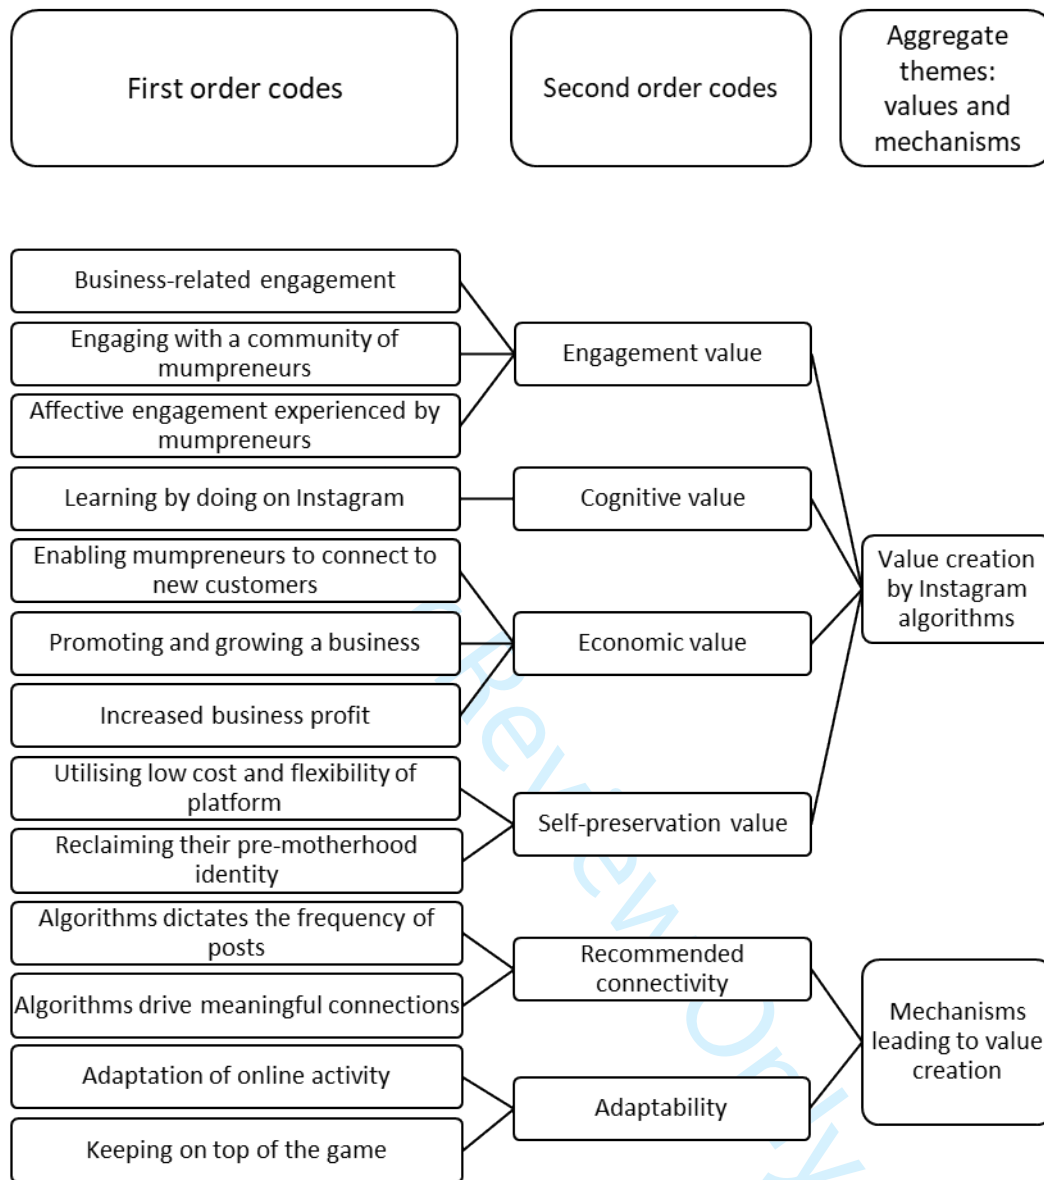 First order codes
Second order codes
Aggregate
themes:
values and
mechanisms
Business-related engagement
Engaging with a community of
mumpreneurs
Affective engagement experienced by
mumpreneurs
Engagement value
Learning by doing on Instagram
Cognitive value
Enabling mumpreneurs to connect to
new customers
Promoting and growing a business
Increased business profit
Economic value
Utilising low cost and flexibility of
platform
Reclaiming their pre-motherhood
identity
Self-preservation value
Value creation
by Instagram
algorithms
Algorithms dictates the frequency of
posts
Algorithms drive meaningful connections
Recommended
connectivity
Adaptation of online activity
Keeping on top of the game
Adaptability
Mechanisms
leading to value
creation
Review Only